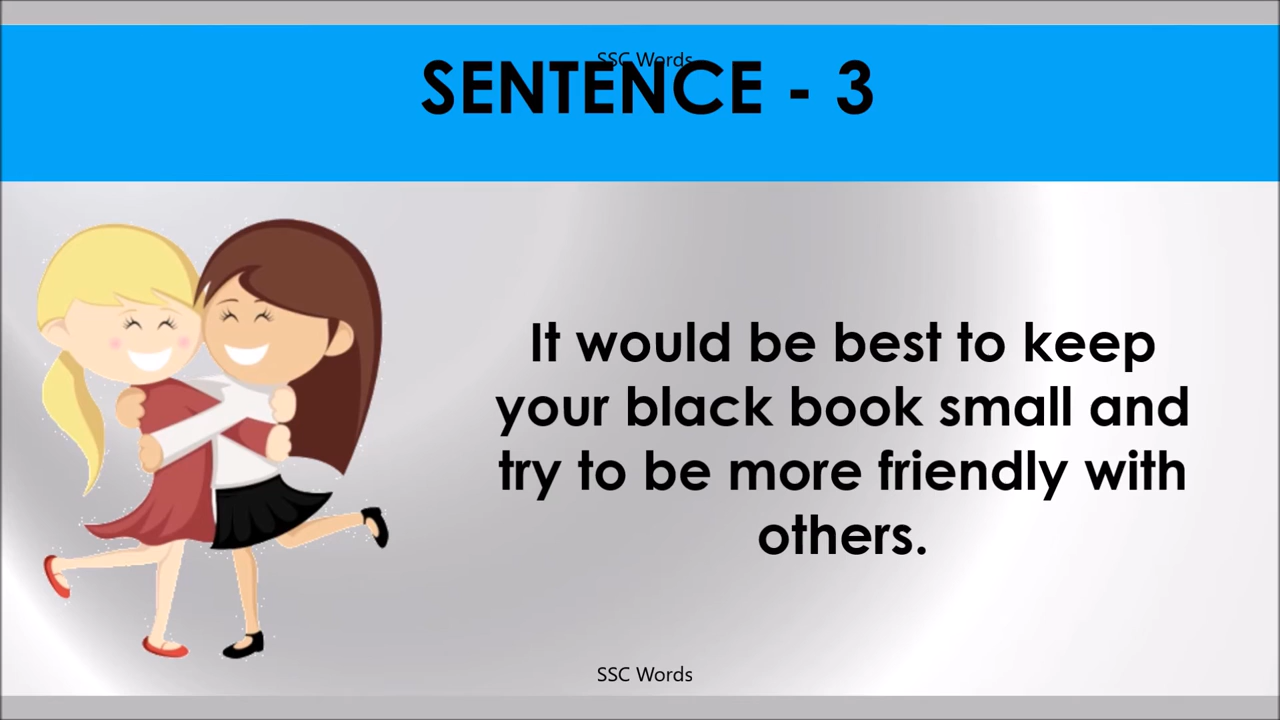 SSC Words
SENTENCE - 3
It would be best to keep
your black book small and
try to be more friendly with
others.
SSC Words